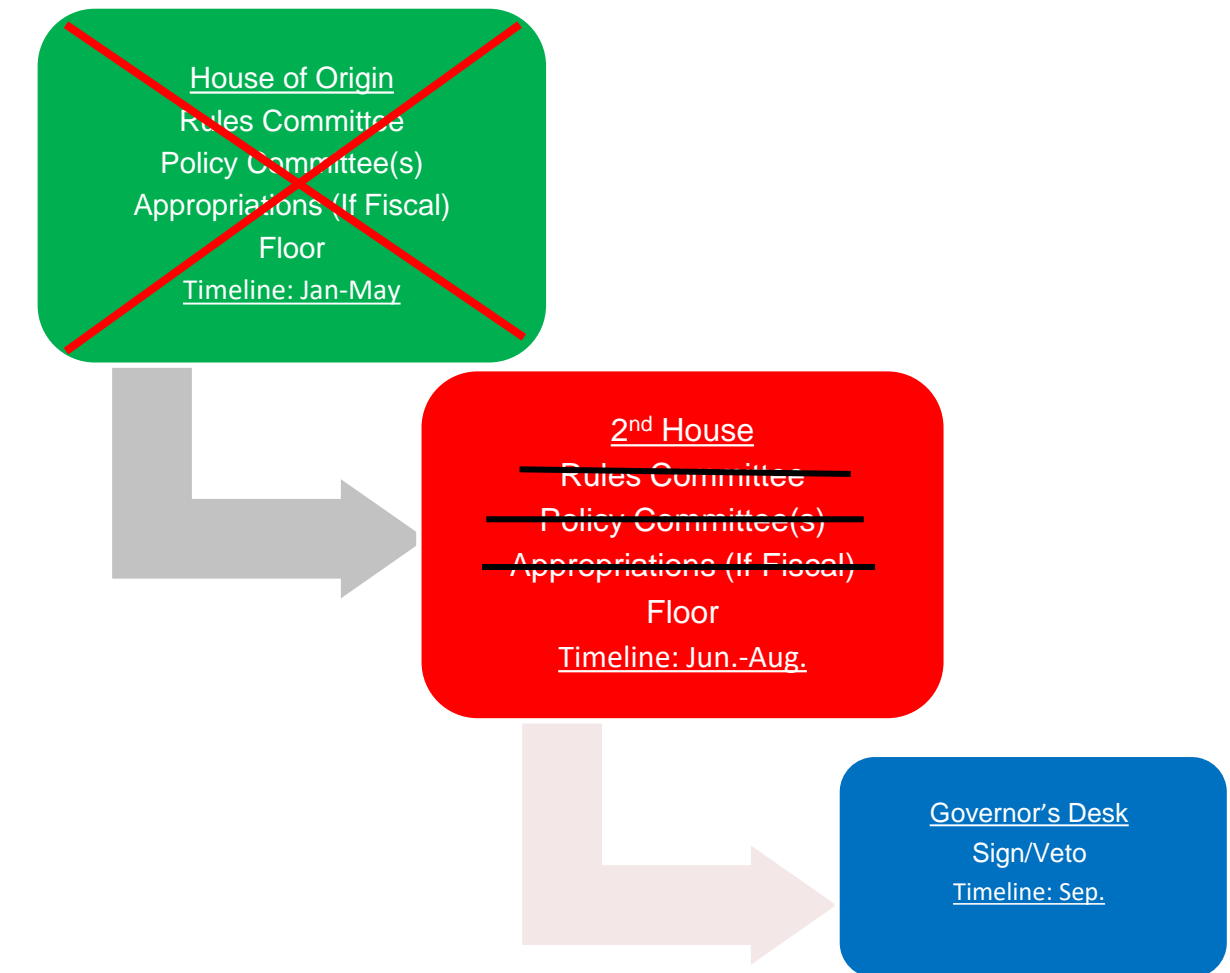 House of Origin
Rules Committee
Policy Committee(s)
Appropriations (If Fiscal)
Floor
Timeline: Jan-May
2nd House
Rules Committee
Policy Committee(s)
Appropriations (If Fiscal)
Floor
Timeline: Jun.-Aug.
Governor's Desk
Sign/Veto
Timeline: Sep.